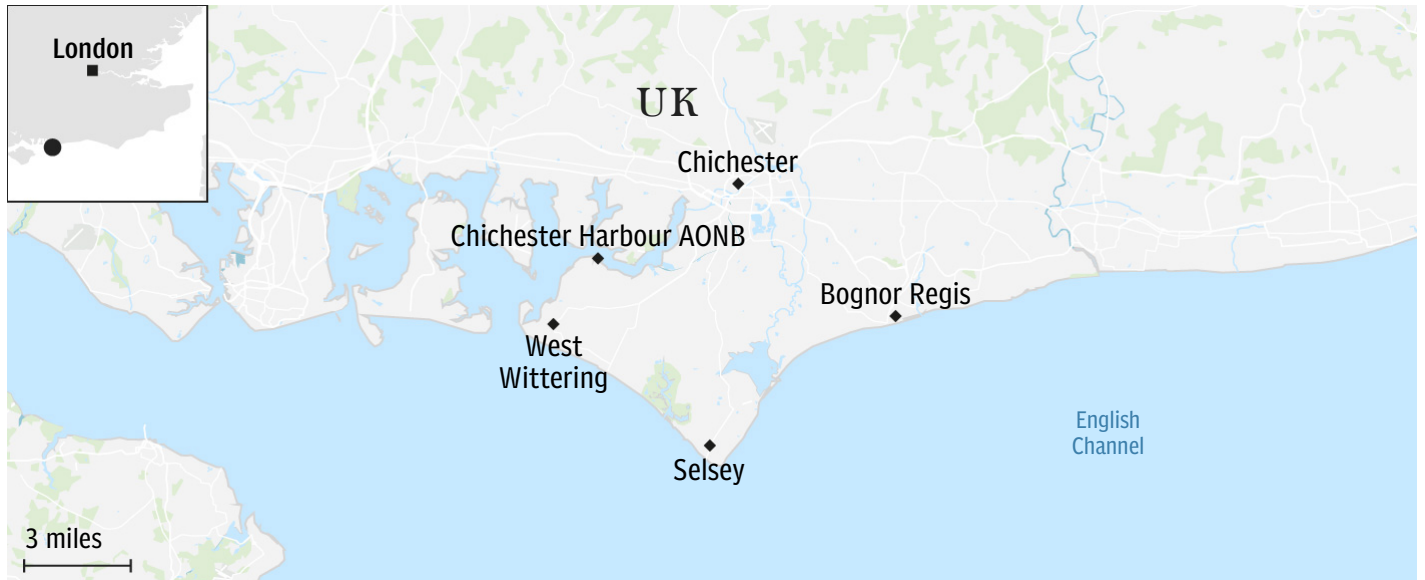 London
UK
Chichester
Chichester Harbour AONB
Bognor Regis
West
Wittering
English
Channel
Selsey
3 miles